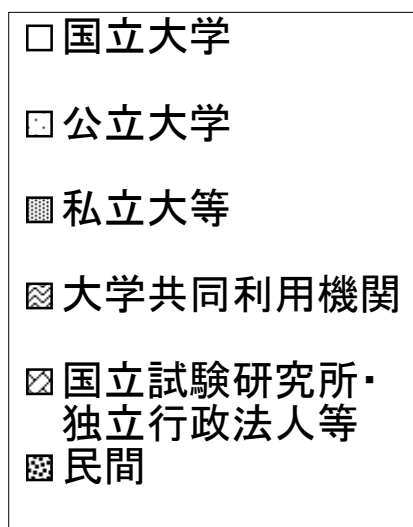 国立大学
公立大学
私立大等
大学共同利用機関
国立試験研究所・
独立行政法人等
民間